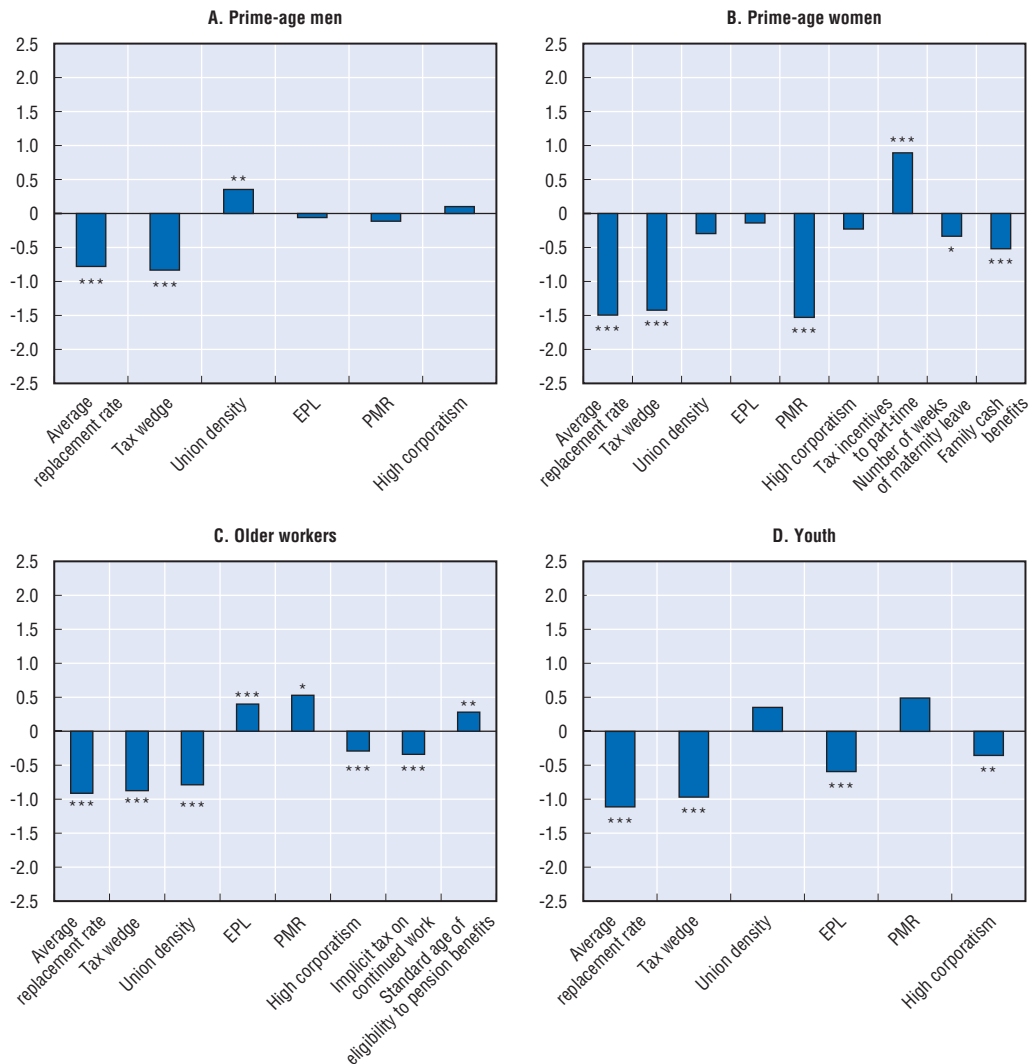 A. Prime-age men
2.5
2.0
1.5
1.0
0.5
0
-0.5
-1.0
-1.5
-2.0
-2.5
**
***
***
Average
replacement rate
Tax wedge
Union density
EPL
PMR
High corporatism
B. Prime-age women
2.5
2.0
1.5
1.0
0.5
0
-0.5
-1.0
-1.5
-2.0
-2.5
***
*
***
***
***
***
Average
replacement rate
Tax wedge
Union density
EPL
PMR
High corporatism
Tax incentives
to part-time
Number of weeks
of maternity leave
Family cash
benefits
C. Older workers
2.5
2.0
1.5
1.0
0.5
0
-0.5
-1.0
-1.5
-2.0
-2.5
***
*
**
***
***
***
***
***
Average
replacement rate
Tax wedge
Union density
EPL
PMR
High corporatism
Implicit tax on
continued work
Standard age of
eligibility to pension benefits
D. Youth
2.5
2.0
1.5
1.0
0.5
0
-0.5
-1.0
-1.5
-2.0
-2.5
***
***
***
**
Average
replacement rate
Tax wedge
Union density
EPL
PMR
High corporatism